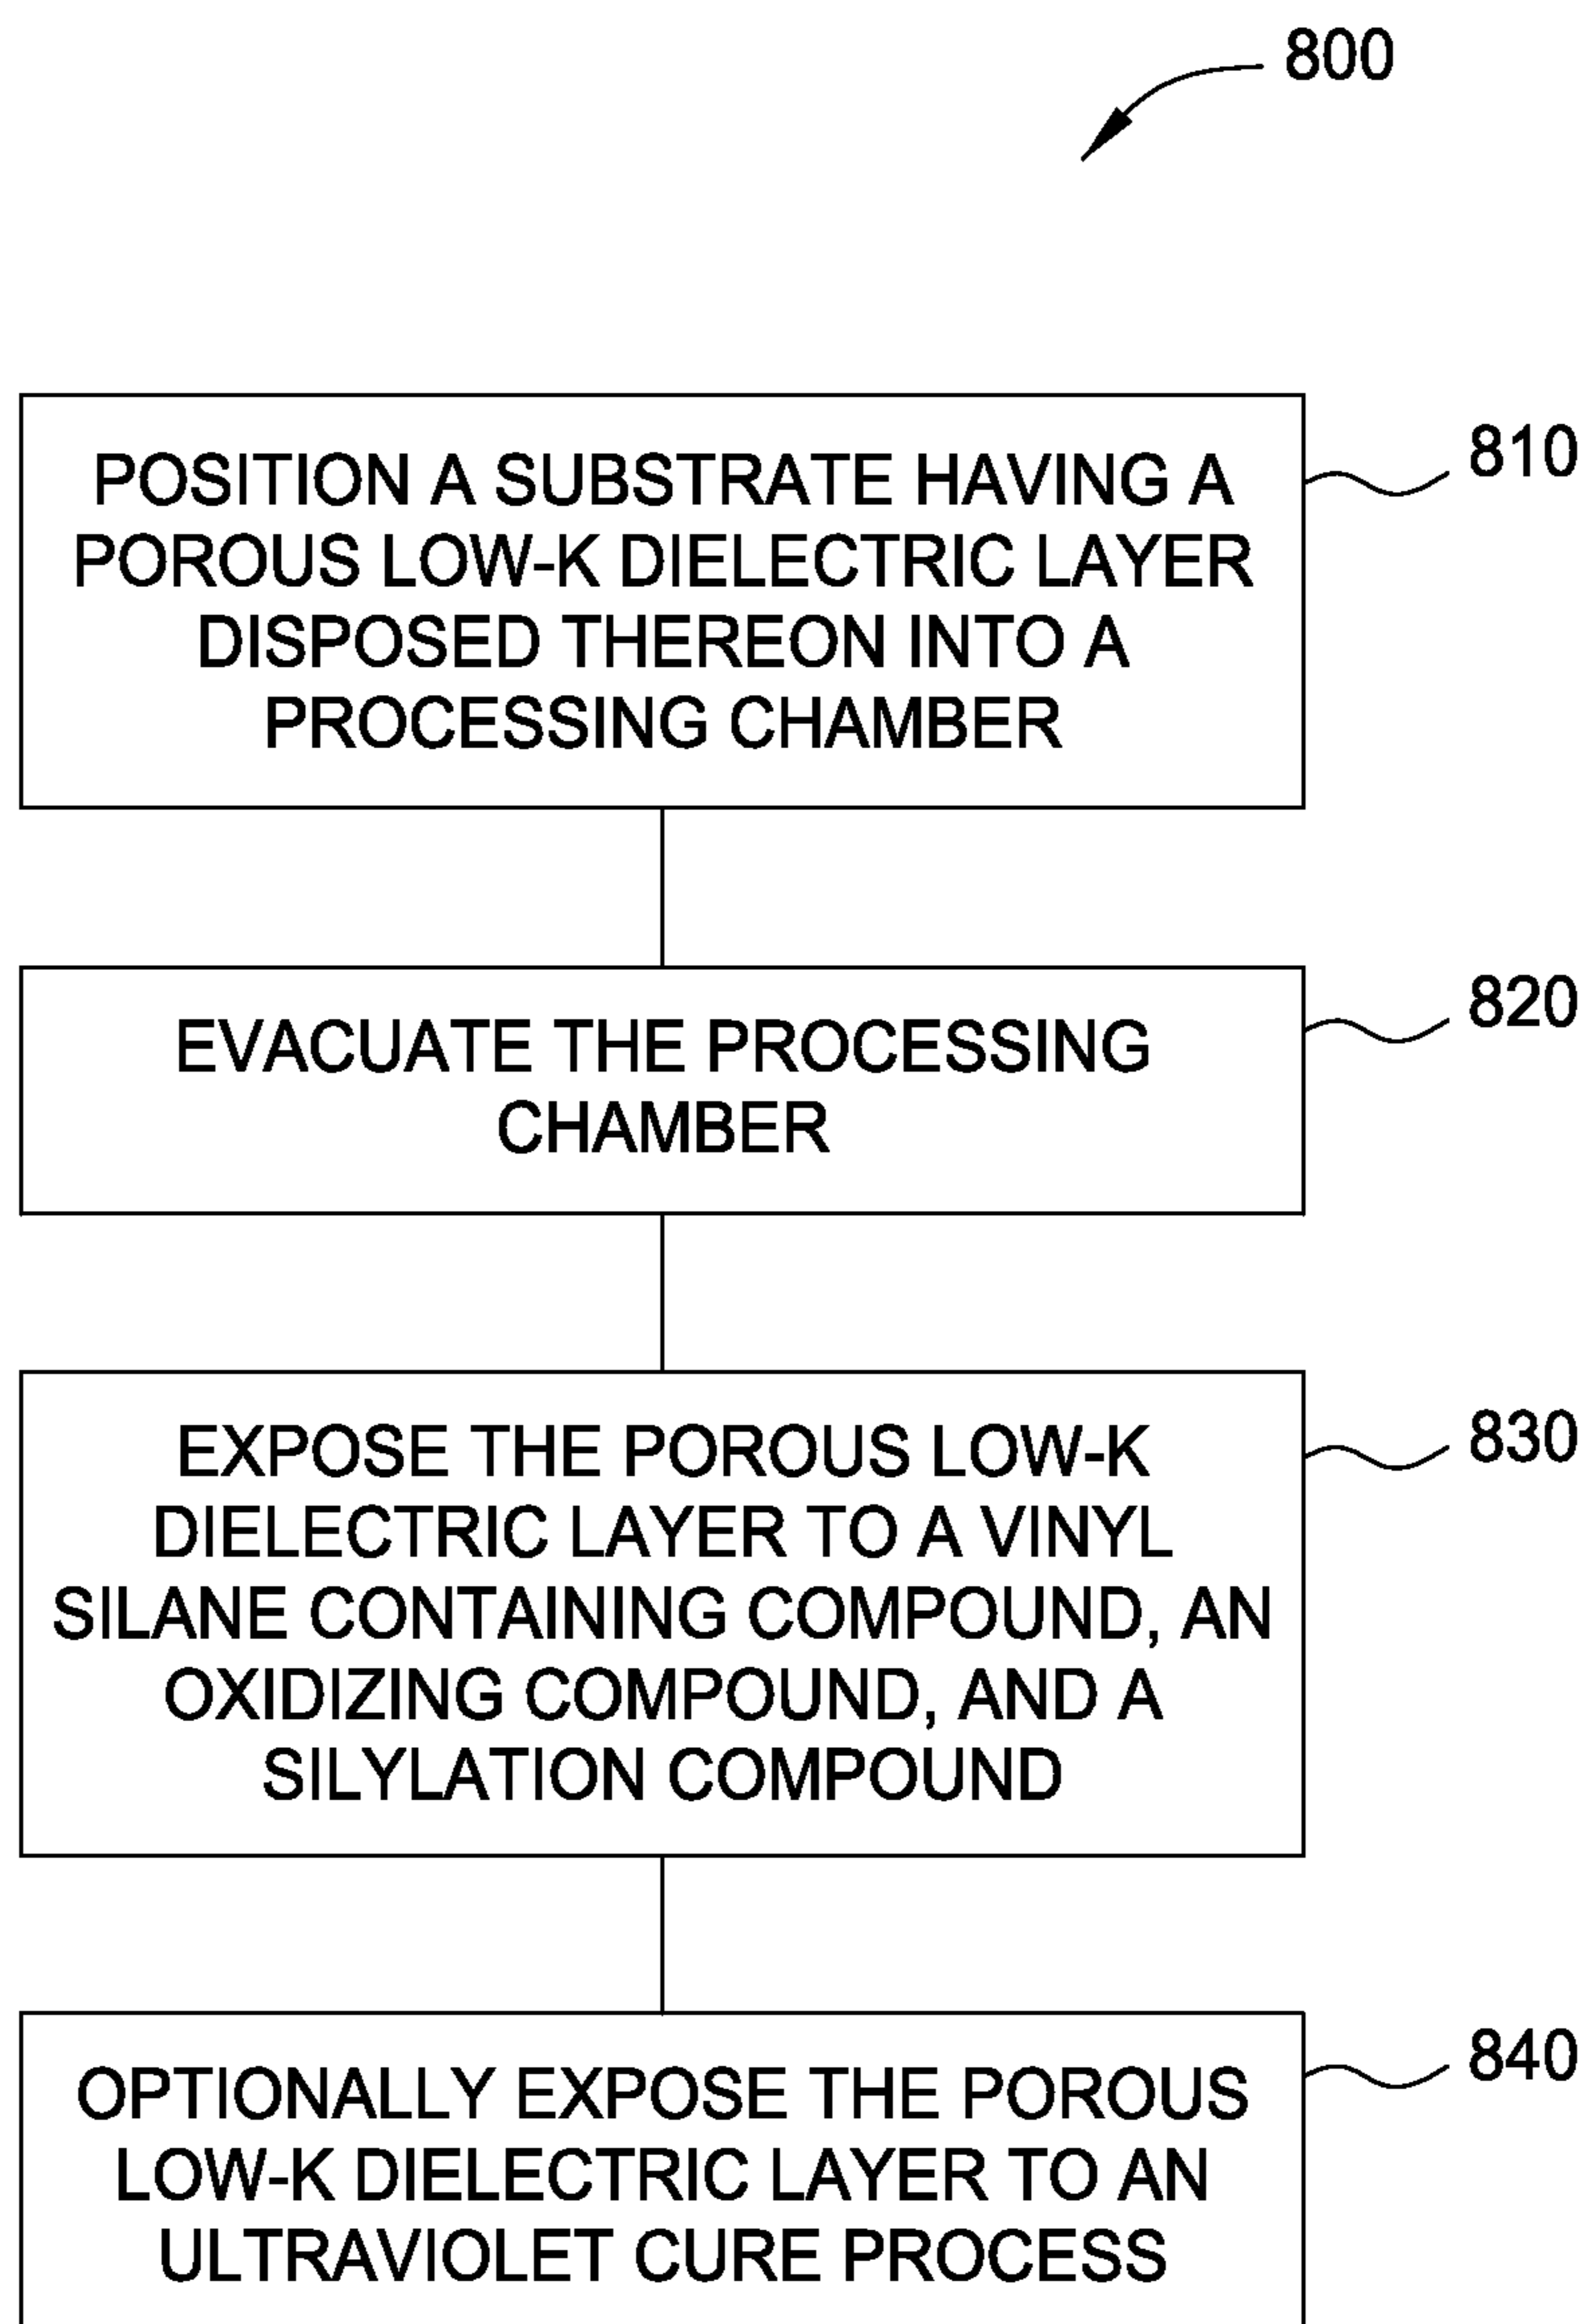 800
POSITION A SUBSTRATE HAVING A
POROUS LOW-K DIELECTRIC LAYER
DISPOSED THEREON INTO A
PROCESSING CHAMBER
810
EVACUATE THE PROCESSING
CHAMBER
820
EXPOSE THE POROUS LOW-K
DIELECTRIC LAYER TO A VINYL
SILANE CONTAINING COMPOUND, AN
OXIDIZING COMPOUND, AND A
SILYLATION COMPOUND
830
OPTIONALLY EXPOSE THE POROUS
LOW-K DIELECTRIC LAYER TO AN
ULTRAVIOLET CURE PROCESS
840